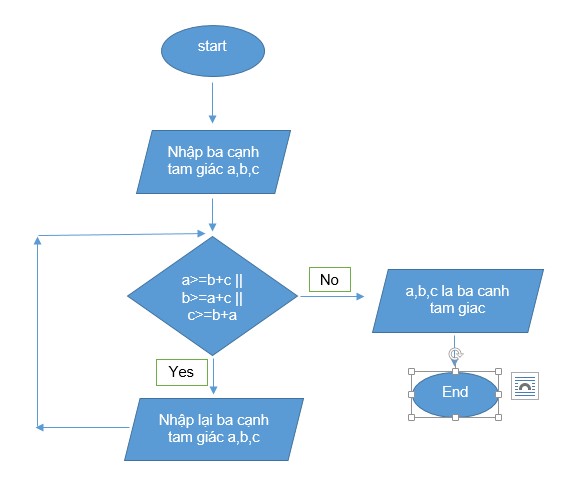 start
Nhập ba cạnh
tam giác a,b,c
a>=b+c ||
b>=a+c ||
c>=b+a
No
a,b,c la ba canh
tam giac
Yes
End
Nhập lại ba cạnh
tam giác a,b,c